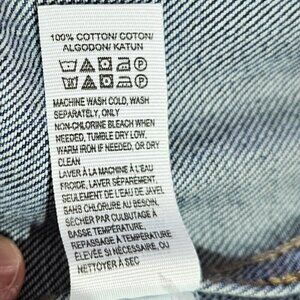 100% COTTON/ COTON/
ALGODON/ KATUN
MACHINE WASH COLD, WASH
SEPARATELY, ONLY
NON-CHLORINE BLEACH WHEN
NEEDED, TUMBLE DRY LOW.
WARM IRON IF NEEDED, OR DRY
CLEAN
LAVER À LA MACHINE À L'EAU
FROIDE, LAVER SÉPARÉMENT,
SEULEMENT DE L'EAU DE JAVEL
SANS CHLORURE AU BESOIN,
SÉCHER PAR CULBUTAGE À
BASSE TEMPÉRATURE,
REPASSAGE À TEMPÉRATURE
ÉLEVÉE SI NÉCESSAIRE, OU
NETTOYER À SEC